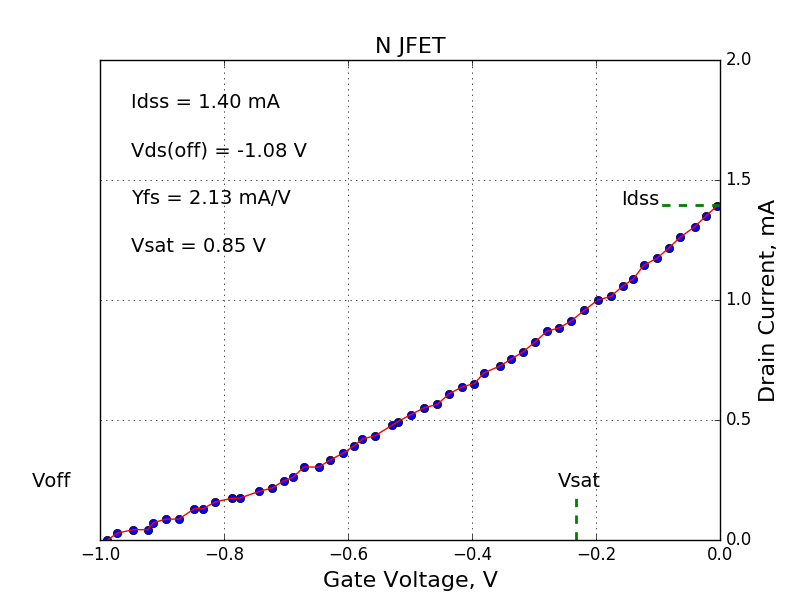 N JFET
Idss = 1.40 mA
Vds(off) = -1.08 V
Yfs = 2.13 mA/V
Vsat = 0.85 V
Idss
Voff
Vsat
2.0
1.5
1.0
0.5
0.0
Drain Current, mA
−1.0 −0.8 −0.6 −0.4 −0.2 0.0
Gate Voltage, V